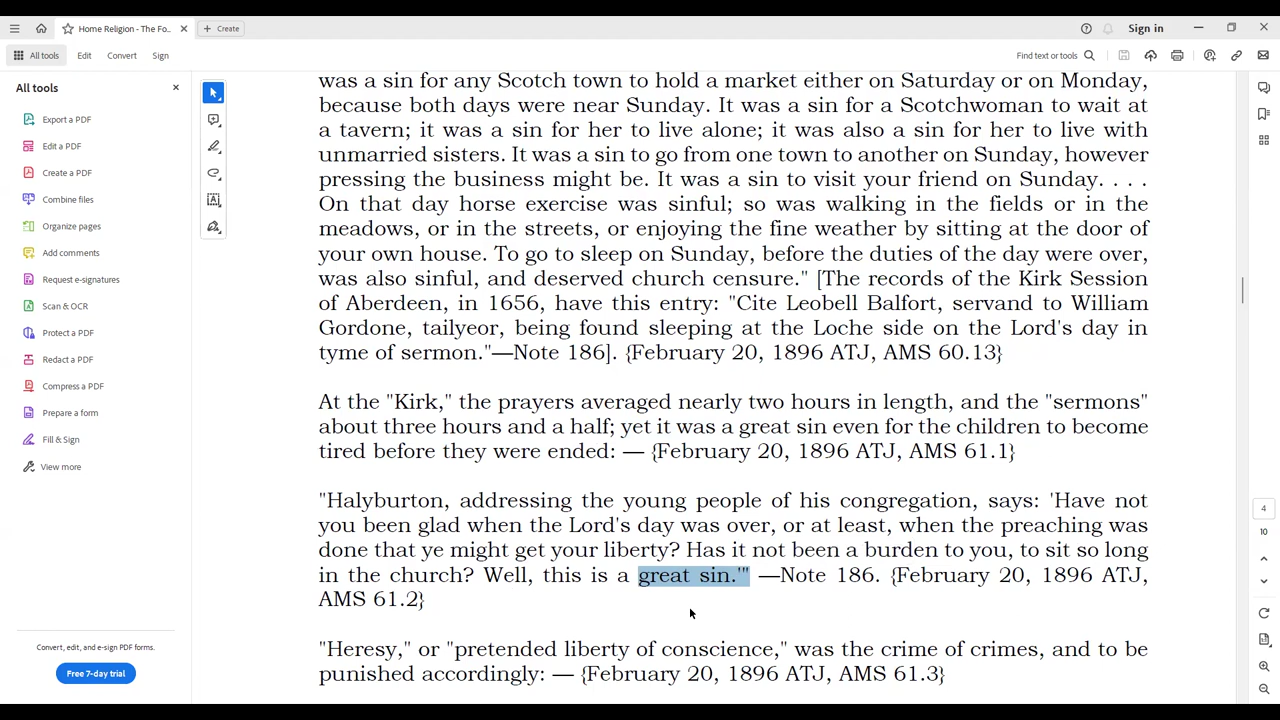 Home Religion - The Fo...
Create
Sign in
All tools
Edit
Convert
Sign
Find text or tools
All tools
Export a PDF
Edit a PDF
Create a PDF
Combine files
Organize pages
Add comments
Request e-signatures
Scan & OCR
Protect a PDF
Redact a PDF
Compress a PDF
Prepare a form
Fill & Sign
View more
Convert, edit, and e-sign PDF forms.
Free 7-day trial
was a sin for any Scotch town to hold a market either on Saturday or on Monday,
because both days were near Sunday. It was a sin for a Scotchwoman to wait at
a tavern; it was a sin for her to live alone; it was also a sin for her to live with
unmarried sisters. It was a sin to go from one town to another on Sunday, however
pressing the business might be. It was a sin to visit your friend on Sunday. . . .
On that day horse exercise was sinful; so was walking in the fields or in the
meadows, or in the streets, or enjoying the fine weather by sitting at the door of
your own house. To go to sleep on Sunday, before the duties of the day were over,
was also sinful, and deserved church censure." [The records of the Kirk Session
of Aberdeen, in 1656, have this entry: "Cite Leobell Balfort, servand to William
Gordone, tailyeor, being found sleeping at the Loche side on the Lord's day in
tyme of sermon."—Note 186]. {February 20, 1896 ATJ, AMS 60.13}
At the "Kirk," the prayers averaged nearly two hours in length, and the "sermons"
about three hours and a half; yet it was a great sin even for the children to become
tired before they were ended: — {February 20, 1896 ATJ, AMS 61.1}
"Halyburton, addressing the young people of his congregation, says: 'Have not
you been glad when the Lord's day was over, or at least, when the preaching was
done that ye might get your liberty? Has it not been a burden to you, to sit so long
in the church? Well, this is a great sin.'" —Note 186. {February 20, 1896 ATJ,
AMS 61.2}
"Heresy," or "pretended liberty of conscience," was the crime of crimes, and to be
punished accordingly: — {February 20, 1896 ATJ, AMS 61.3}
4
10